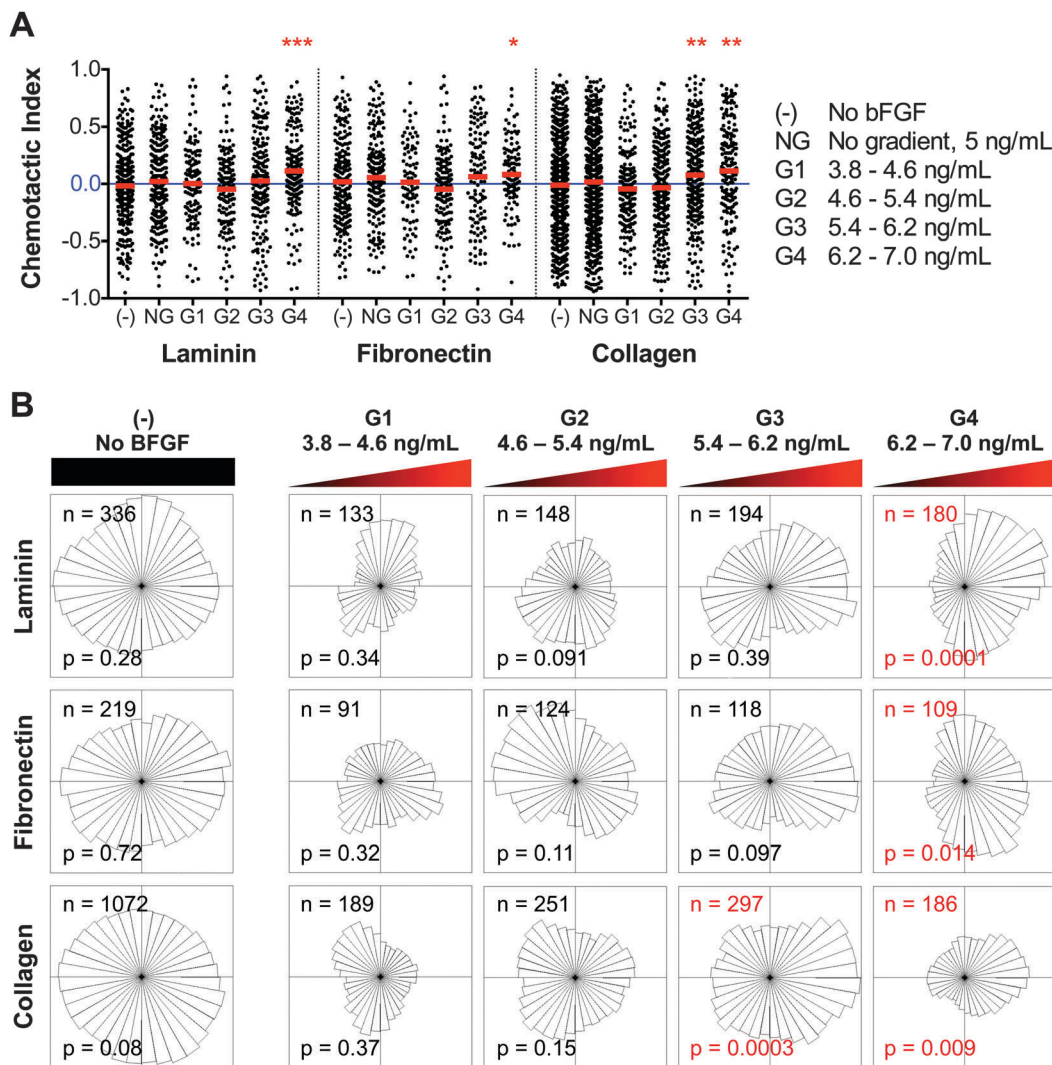 A
*** * ** **
Chemotactic Index
1.0
0.5
0.0
-0.5
-1.0
(-) NG G1 G2 G3 G4 (-) NG G1 G2 G3 G4 (-) NG G1 G2 G3 G4
Laminin Fibronectin Collagen
(-) No bFGF
NG No gradient, 5 ng/mL
G1 3.8 - 4.6 ng/mL
G2 4.6 - 5.4 ng/mL
G3 5.4 - 6.2 ng/mL
G4 6.2 - 7.0 ng/mL
B
(-) G1 G2 G3 G4
No BFGF 3.8 – 4.6 ng/mL 4.6 – 5.4 ng/mL 5.4 – 6.2 ng/mL 6.2 – 7.0 ng/mL
Laminin
n = 336 n = 133 n = 148 n = 194 n = 180
p = 0.28 p = 0.34 p = 0.091 p = 0.39 p = 0.0001
Fibronectin
n = 219 n = 91 n = 124 n = 118 n = 109
p = 0.72 p = 0.32 p = 0.11 p = 0.097 p = 0.014
Collagen
n = 1072 n = 189 n = 251 n = 297 n = 186
p = 0.08 p = 0.37 p = 0.15 p = 0.0003 p = 0.009